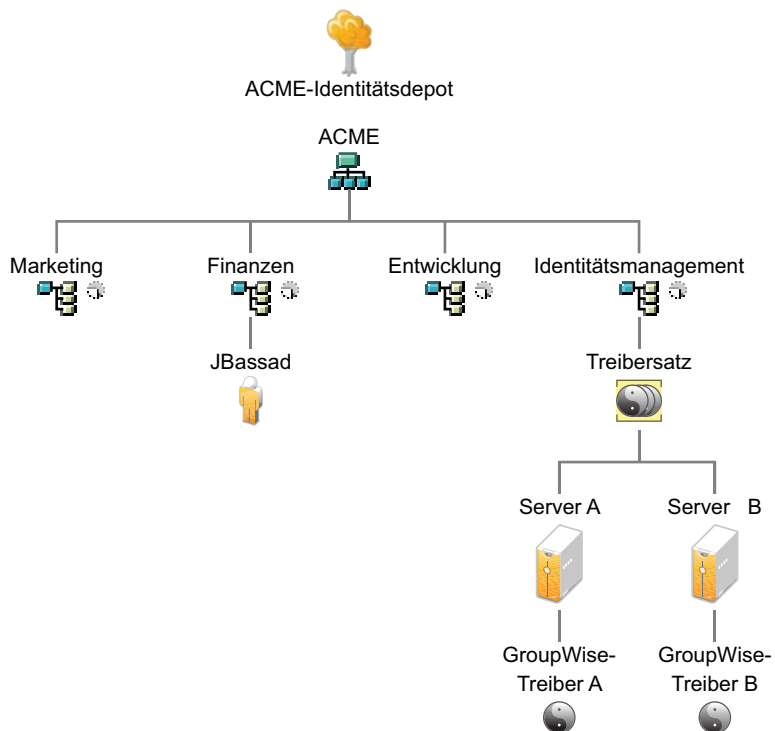 ACME-Identitätsdepot
ACME
Marketing
Finanzen
Entwicklung
Identitätsmanagement
JBassad
Treibersatz
Server A
Server B
GroupWise-
Treiber A
GroupWise-
Treiber B